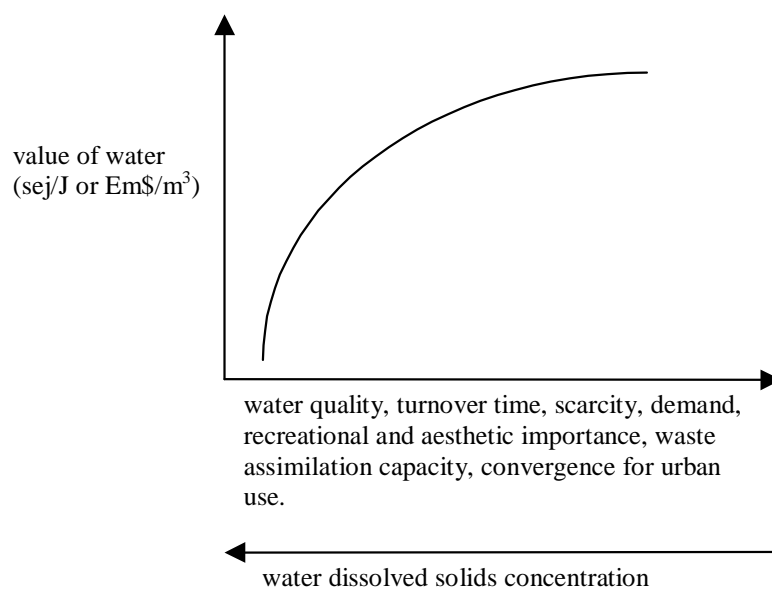 value of water
(sej/J or Em$/m³)
water quality, turnover time, scarcity, demand,
recreational and aesthetic importance, waste
assimilation capacity, convergence for urban
use.
water dissolved solids concentration